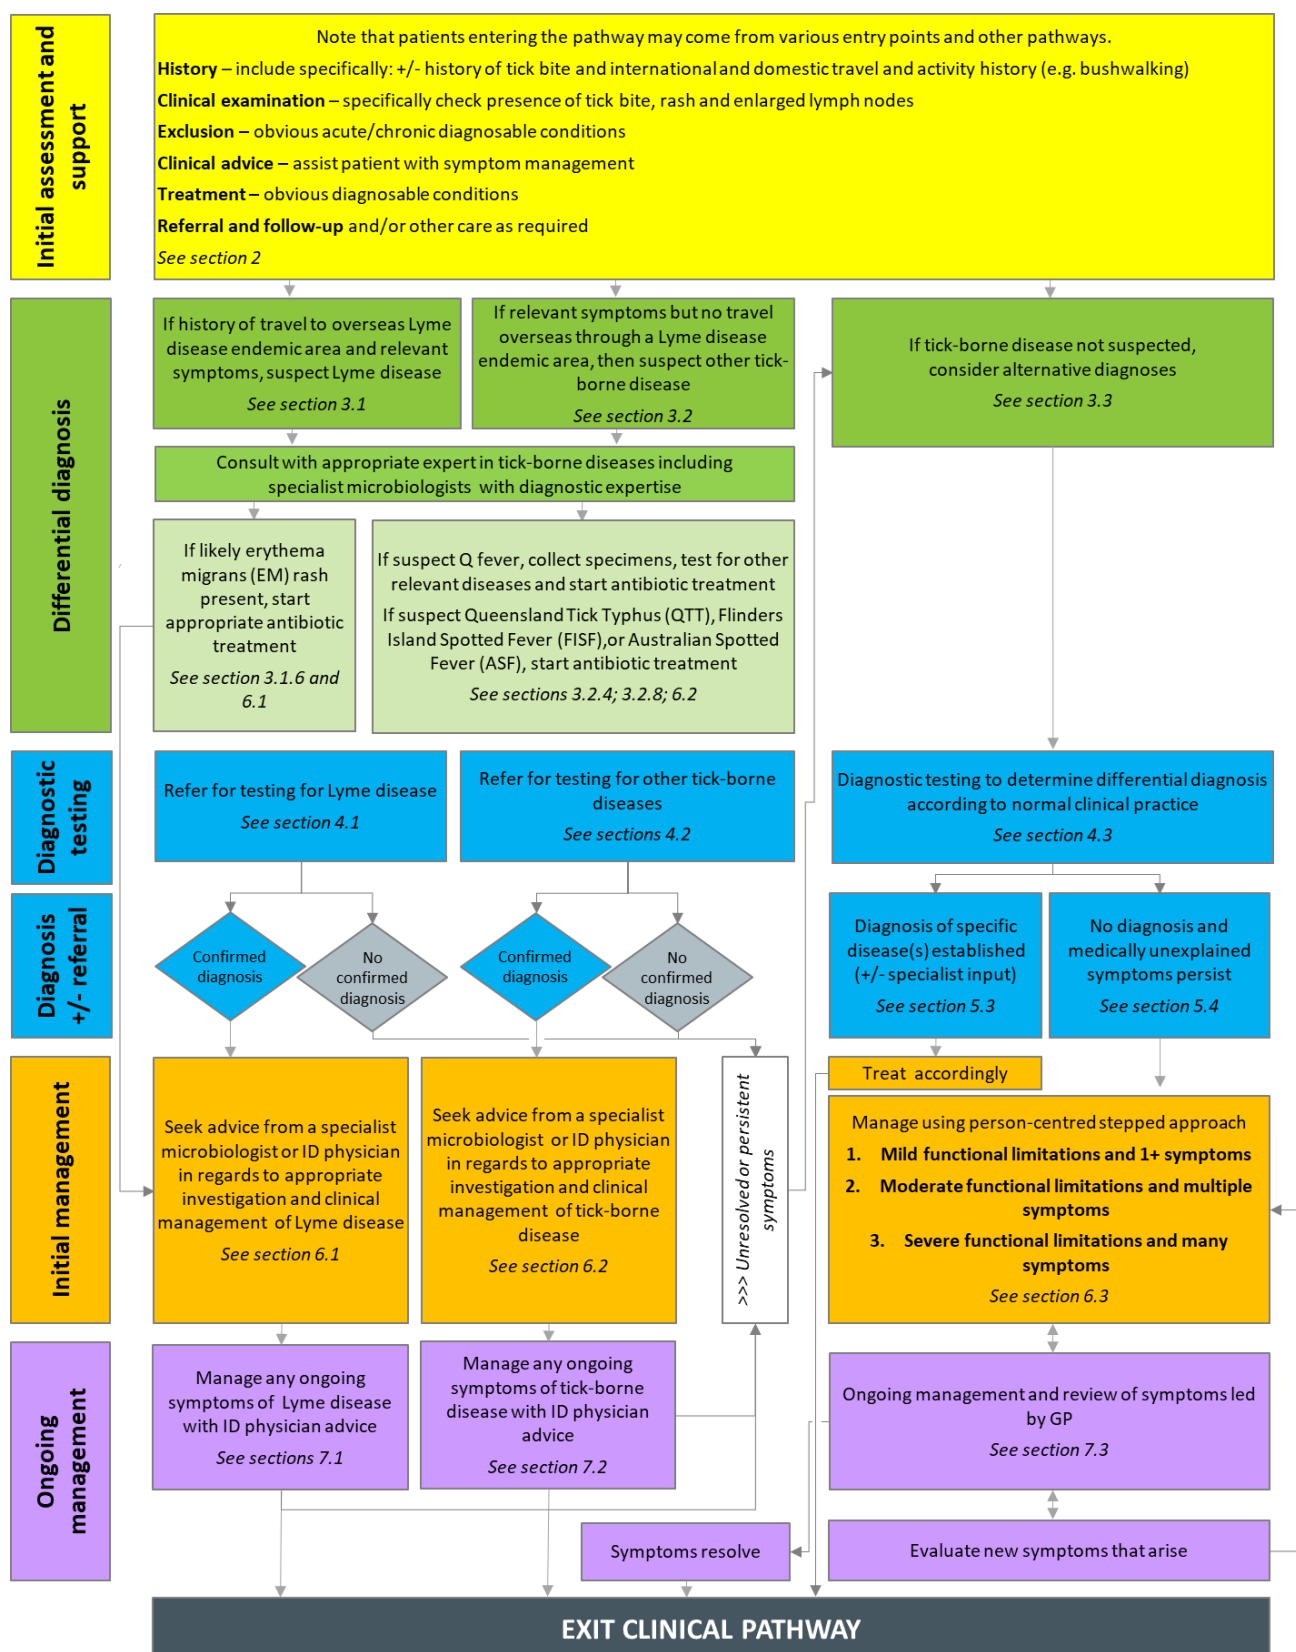 Initial assessment and
support
Note that patients entering the pathway may come from various entry points and other pathways.
History – include specifically: +/- history of tick bite and international and domestic travel and activity history (e.g. bushwalking)
Clinical examination – specifically check presence of tick bite, rash and enlarged lymph nodes
Exclusion – obvious acute/chronic diagnosable conditions
Clinical advice – assist patient with symptom management
Treatment – obvious diagnosable conditions
Referral and follow-up and/or other care as required
See section 2
Differential diagnosis
If history of travel to overseas Lyme
disease endemic area and relevant
symptoms, suspect Lyme disease
See section 3.1
If relevant symptoms but no travel
overseas through a Lyme disease
endemic area, then suspect other tick-
borne disease
See section 3.2
If tick-borne disease not suspected,
consider alternative diagnoses
See section 3.3
Consult with appropriate expert in tick-borne diseases including
specialist microbiologists with diagnostic expertise
If likely erythema
migrans (EM) rash
present, start
appropriate antibiotic
treatment
See section 3.1.6 and
6.1
If suspect Q fever, collect specimens, test for other
relevant diseases and start antibiotic treatment
If suspect Queensland Tick Typhus (QTT), Flinders
Island Spotted Fever (FISF),or Australian Spotted
Fever (ASF), start antibiotic treatment
See sections 3.2.4; 3.2.8; 6.2
Diagnostic
testing
Refer for testing for Lyme disease
See section 4.1
Refer for testing for other tick-borne
diseases
See sections 4.2
Diagnostic testing to determine differential diagnosis
according to normal clinical practice
See section 4.3
Diagnosis
+/- referral
Confirmed
diagnosis
No
confirmed
diagnosis
Confirmed
diagnosis
No
confirmed
diagnosis
Diagnosis of specific
disease(s) established
(+/- specialist input)
See section 5.3
No diagnosis and
medically unexplained
symptoms persist
See section 5.4
Initial management
Seek advice from a specialist
microbiologist or ID physician
in regards to appropriate
investigation and clinical
management of Lyme disease
See section 6.1
Seek advice from a specialist
microbiologist or ID physician
in regards to appropriate
investigation and clinical
management of tick-borne
disease
See section 6.2
>>> Unresolved or persistent
symptoms
Treat accordingly
Manage using person-centred stepped approach
1. Mild functional limitations and 1+ symptoms
2. Moderate functional limitations and multiple
symptoms
3. Severe functional limitations and many
symptoms
See section 6.3
Ongoing
management
Manage any ongoing
symptoms of Lyme disease
with ID physician advice
See sections 7.1
Manage any ongoing
symptoms of tick-borne
disease with ID physician
advice
See section 7.2
Ongoing management and review of symptoms led
by GP
See section 7.3
Symptoms resolve
Evaluate new symptoms that arise
EXIT CLINICAL PATHWAY